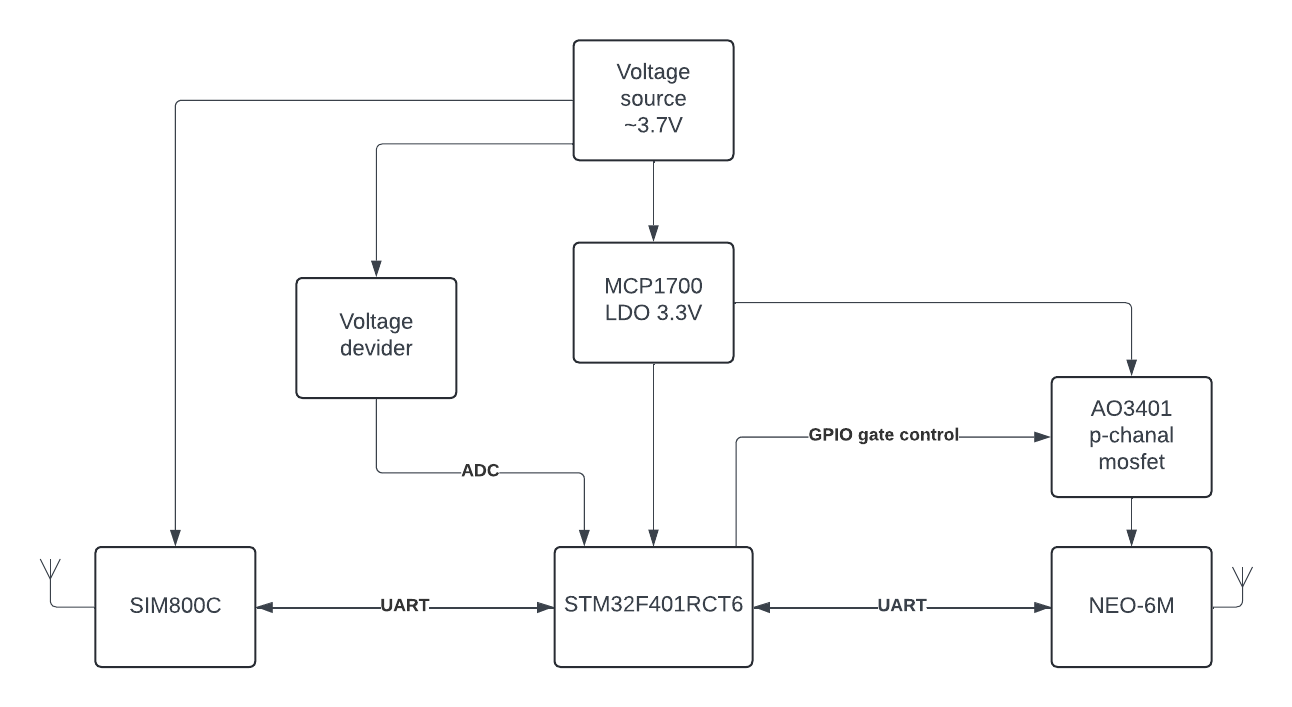 Voltage
source
~3.7V
MCP1700
LDO 3.3V
Voltage
devider
AO3401
p-chanal
mosfet
GPIO gate control
ADC
SIM800C
UART
STM32F401RCT6
UART
NEO-6M